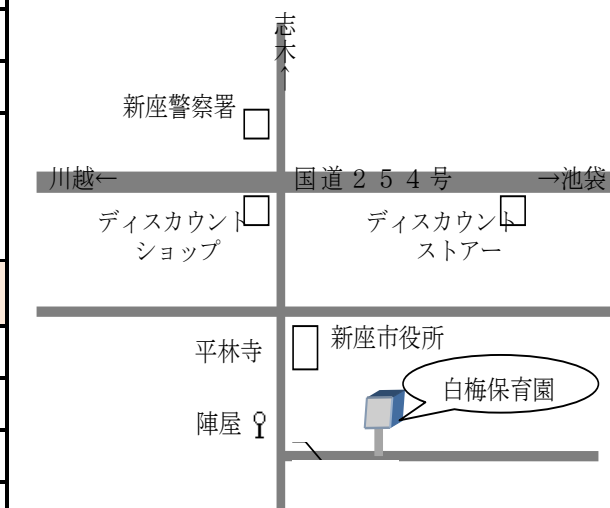 志木→
新座警察署
川越←
国道２５４号
→池袋
ディスカウント
ショップ
ディスカウント
ストアー
平林寺
新座市役所
白梅保育園
陣屋